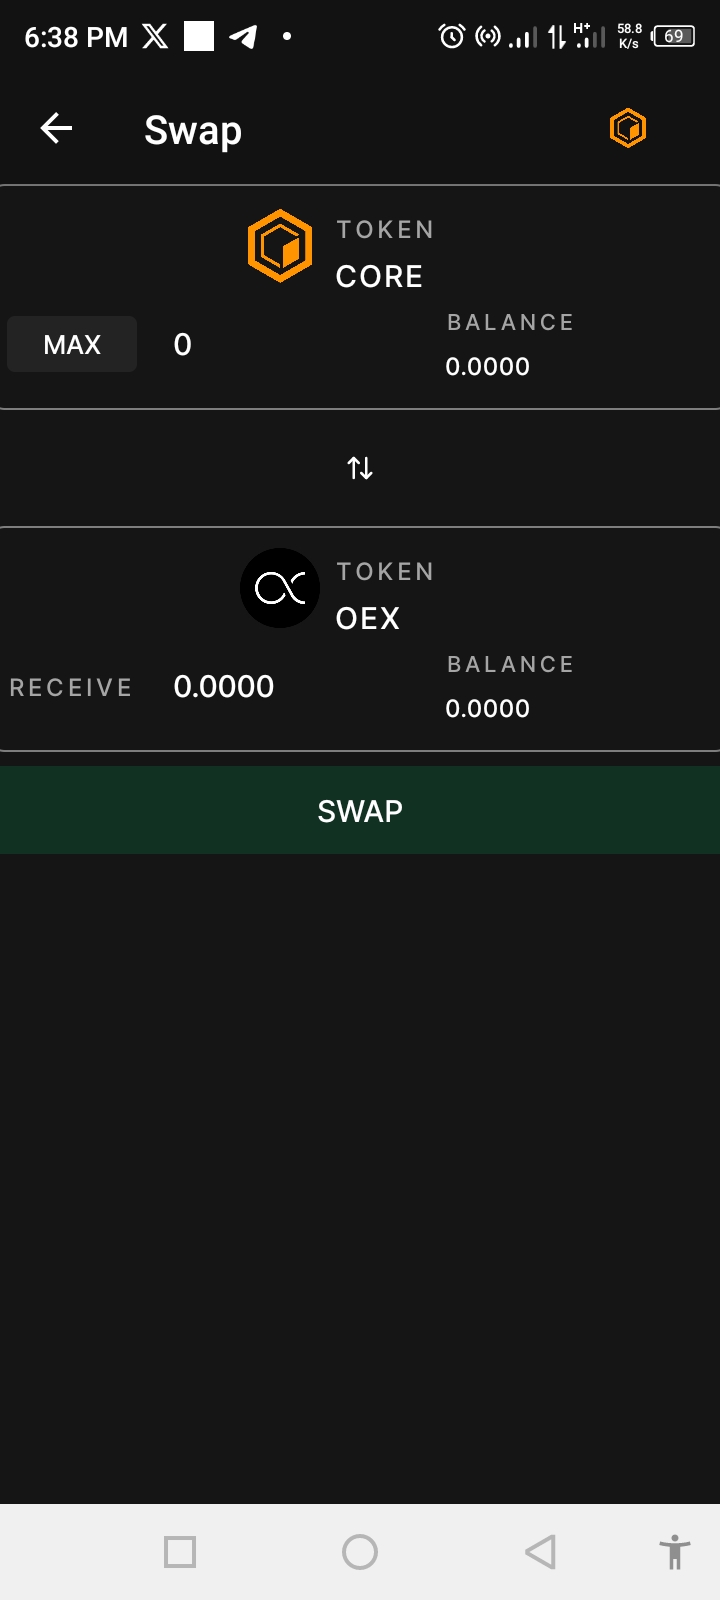 6:38 PM
H+
58.8
K/s
69
Swap
TOKEN
CORE
MAX
0
BALANCE
0.0000
TOKEN
OEX
RECEIVE
0.0000
BALANCE
0.0000
SWAP